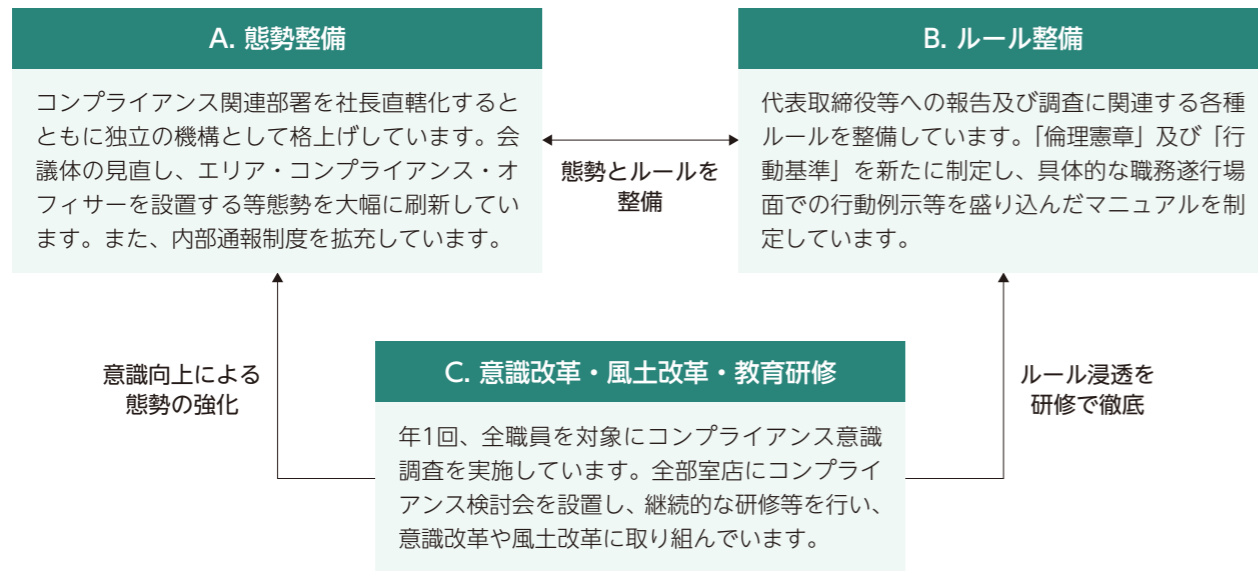 A. 態勢整備
コンプライアンス関連部署を社長直轄化すると
ともに独立の機構として格上げしています。会
議体の見直し、エリア・コンプライアンス・オ
フィサーを設置する等態勢を大幅に刷新してい
ます。また、内部通報制度を拡充しています。
態勢とルールを
整備
B. ルール整備
代表取締役等への報告及び調査に関連する各種
ルールを整備しています。「倫理憲章」及び「行
動基準」を新たに制定し、具体的な職務遂行場
面での行動例示等を盛り込んだマニュアルを制
定しています。
意識向上による
態勢の強化
C. 意識改革・風土改革・教育研修
年1回、全職員を対象にコンプライアンス意識
調査を実施しています。全部室店にコンプライ
アンス検討会を設置し、継続的な研修等を行い、
意識改革や風土改革に取り組んでいます。
ルール浸透を
研修で徹底